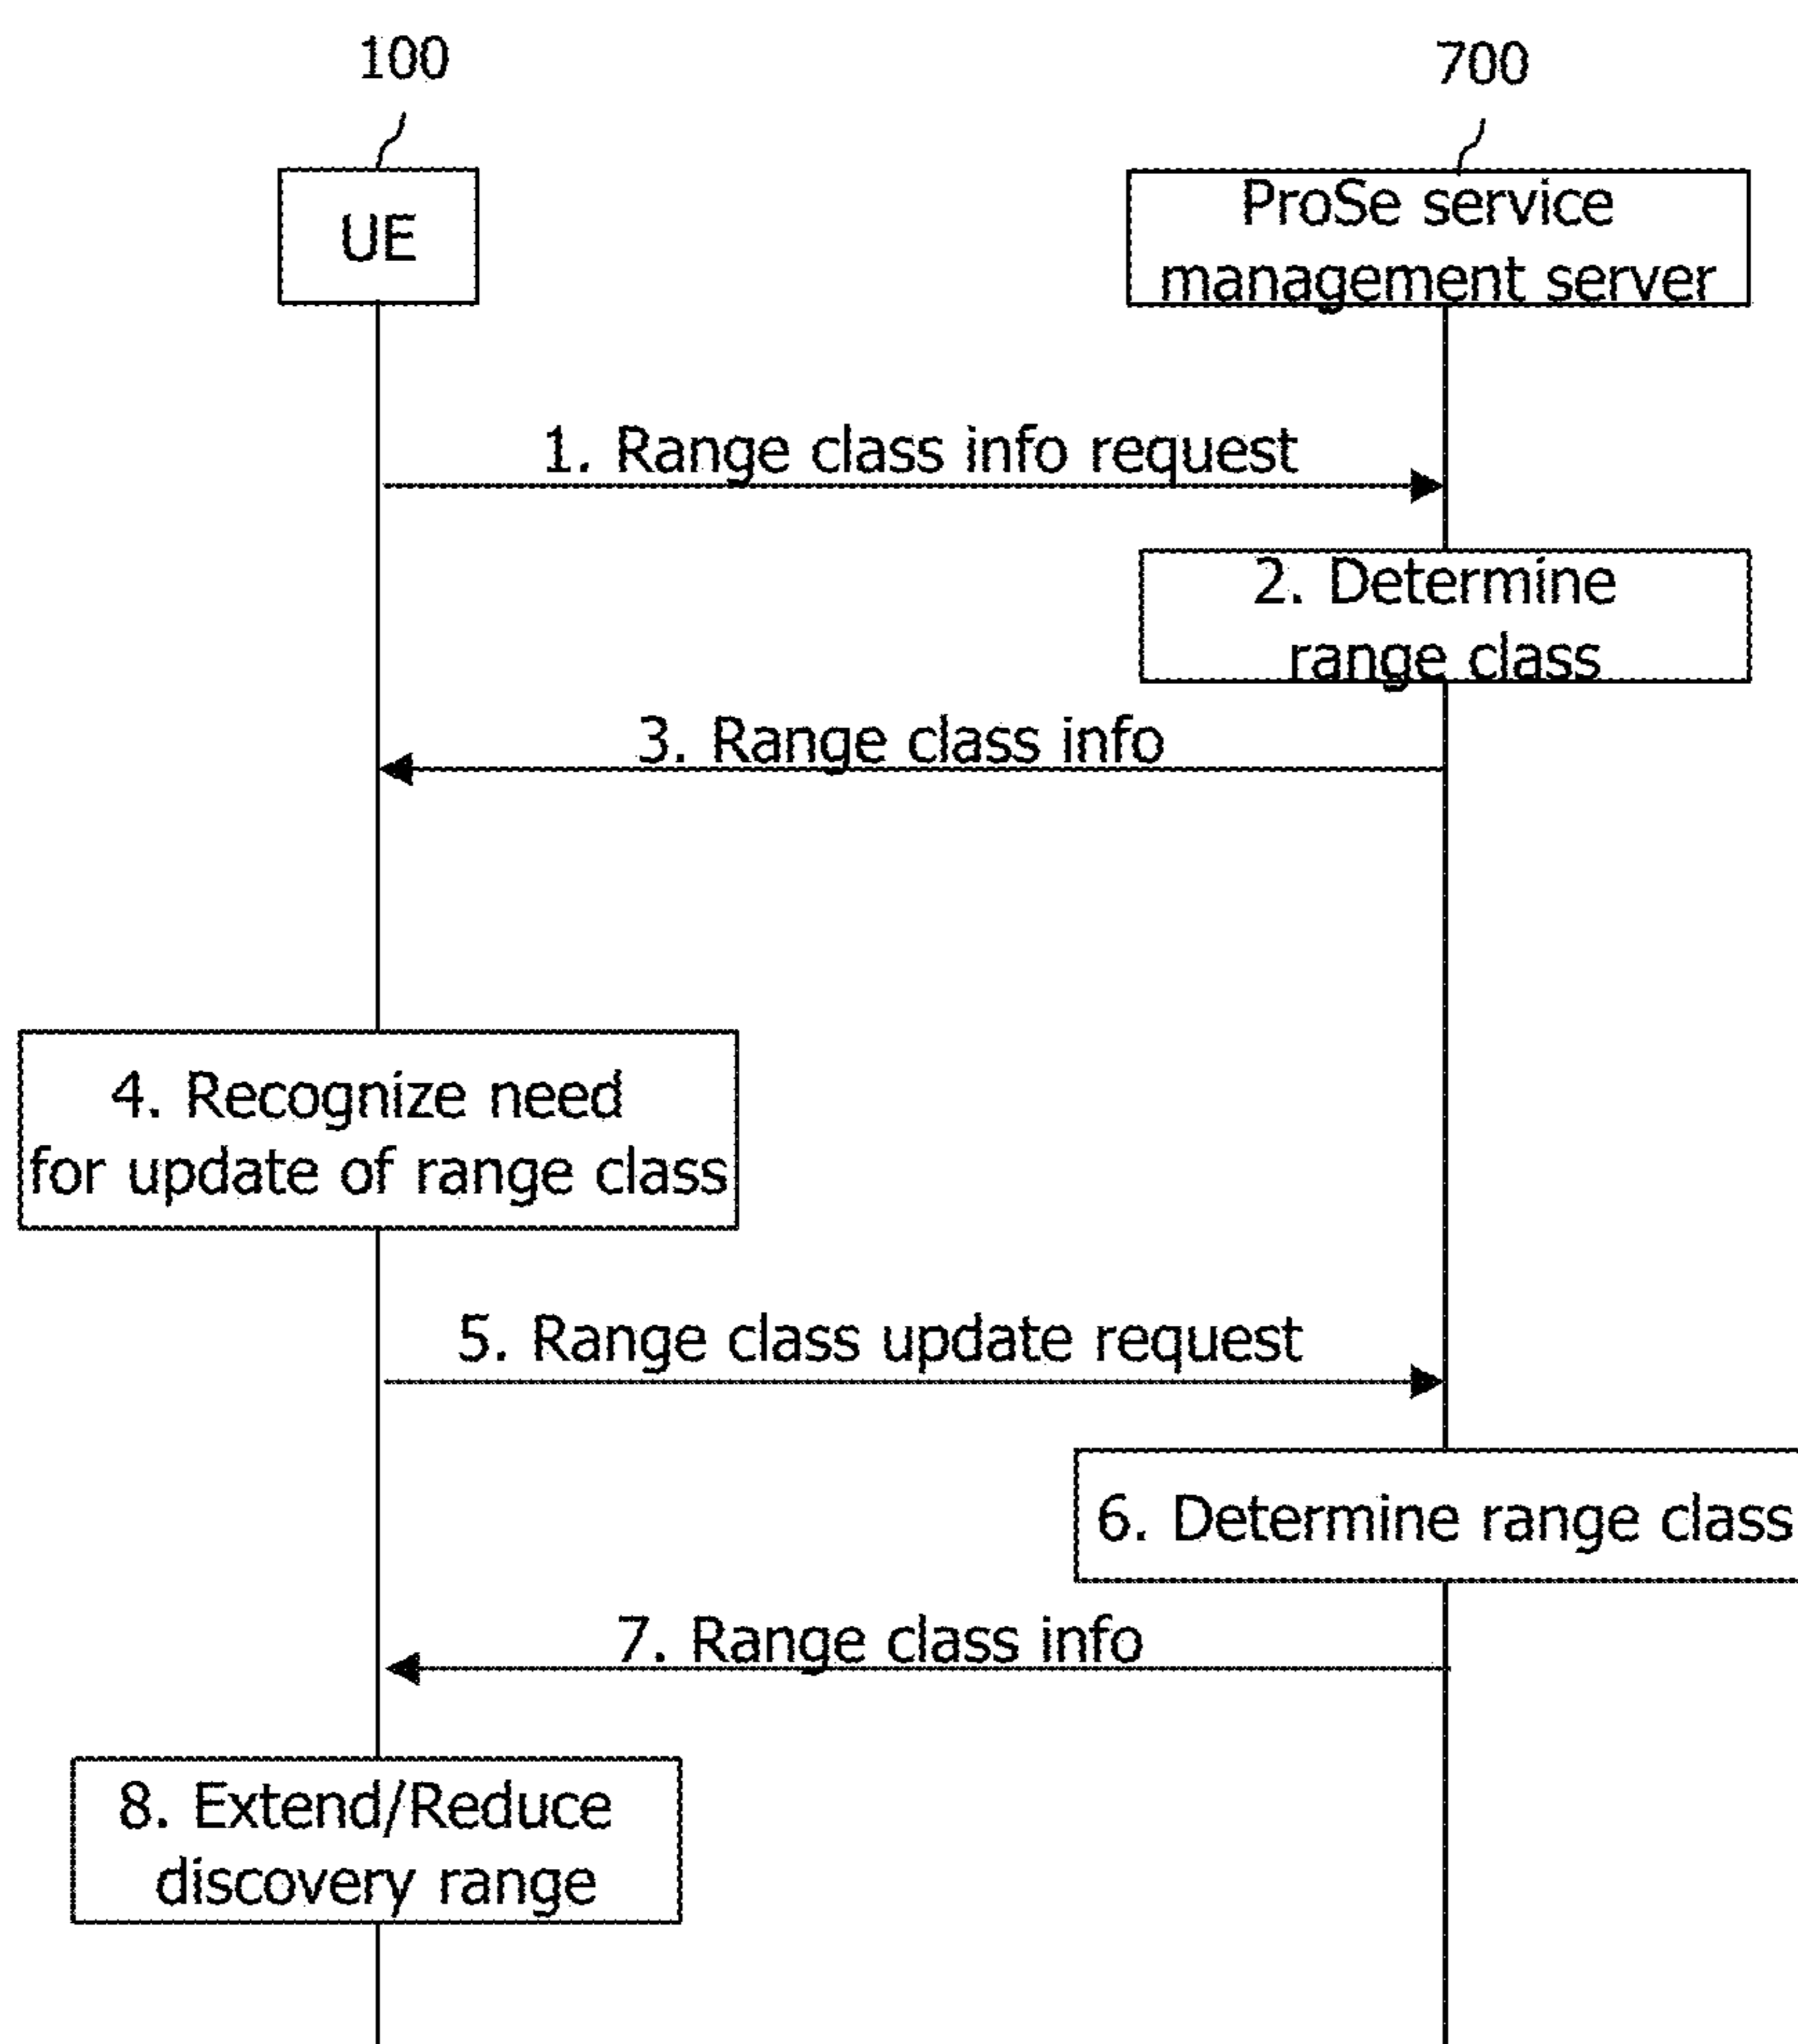 100
700
UE
ProSe service
management server
1. Range class info request
2. Determine
range class
3. Range class info
4. Recognize need
for update of range class
5. Range class update request
6. Determine range class
7. Range class info
8. Extend/Reduce
discovery range